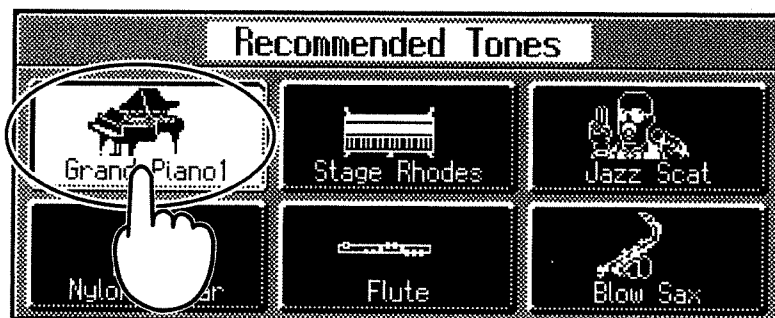 Recommended Tones
Grand Piano1
Stage Rhodes
Jazz Scat
Flute
Blow Sax